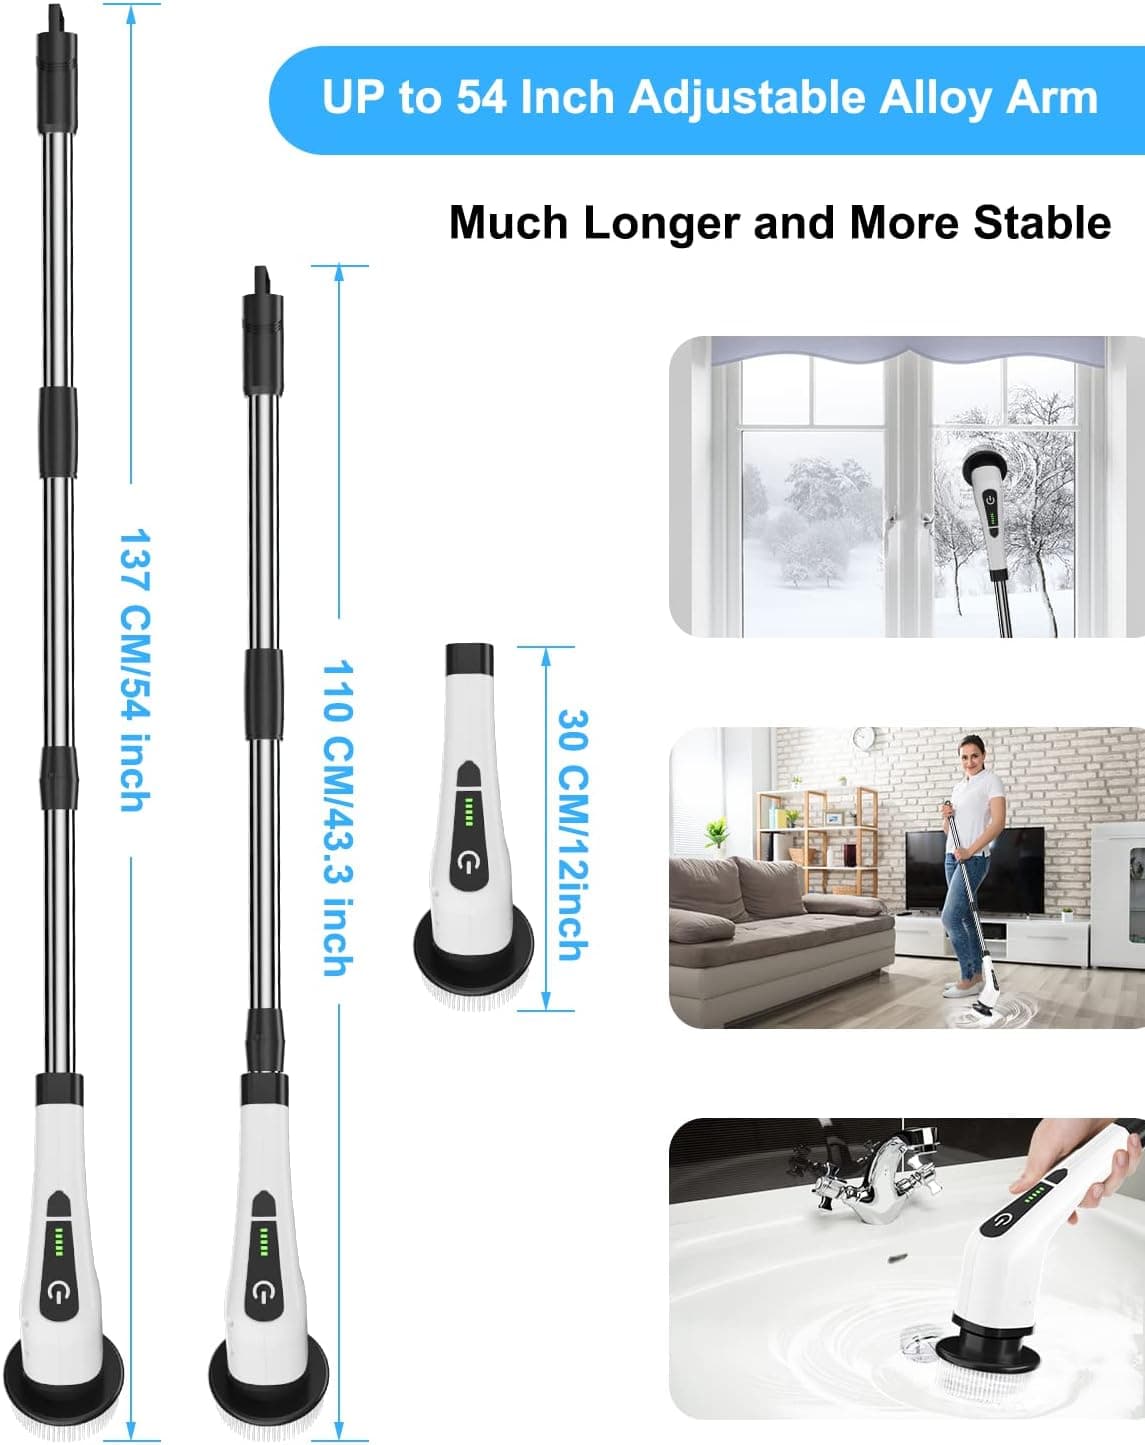 UP to 54 Inch Adjustable Alloy Arm
Much Longer and More Stable
137 CM/54 inch
110 CM/43.3 inch
30 CM/12inch